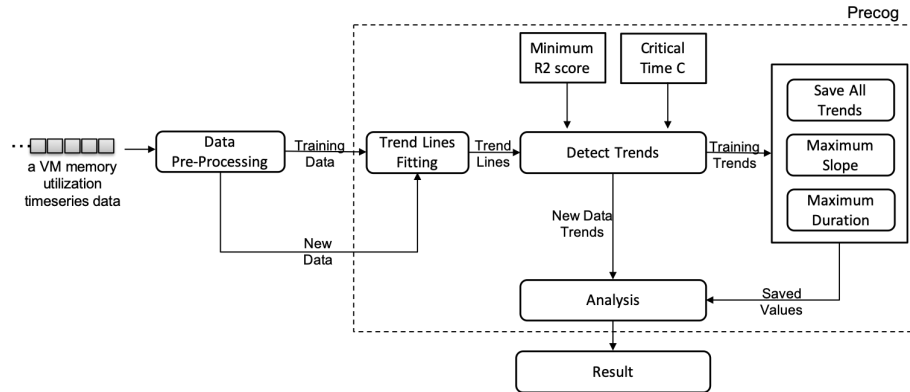 Precog
Minimum
R2 score
Critical
Time C
Save All
Trends
...
a VM memory
utilization
timeseries data
Data
Pre-Processing
Training
Data
Trend Lines
Fitting
Trend
Lines
Detect Trends
Training
Trends
Maximum
Slope
Maximum
Duration
New Data
Trends
New
Data
Analysis
Saved
Values
Result